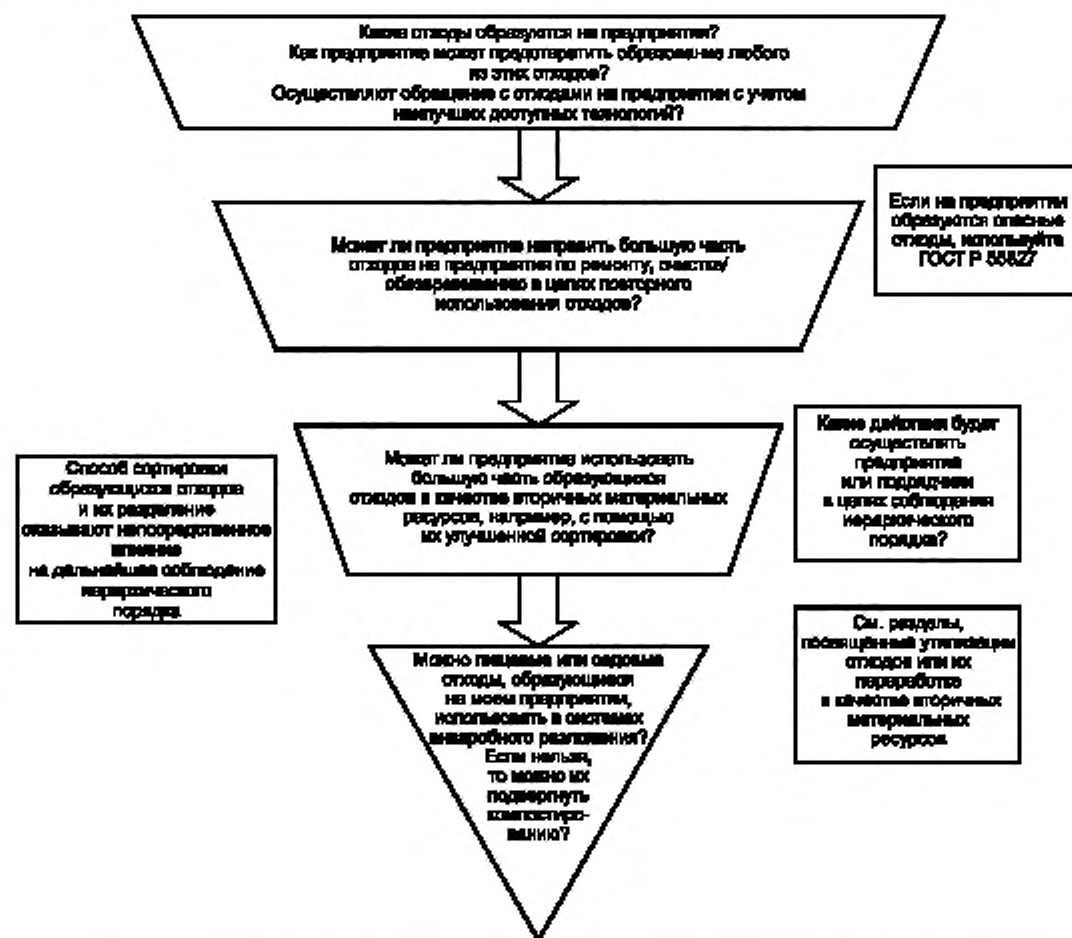 Какие отходы образуются на предприятии?
Как предприятие может предотвратить образование любого
из этих отходов?
Осуществляют обращение с отходами на предприятии с учетом
наилучших доступных технологий?
Если на предприятии
образуются опасные
отходы, используйте
ГОСТ Р
Может ли предприятие направить большую часть
отходов на предприятия по ремонту, очистке/
обезвреживанию в целях повторного
использования отходов?
Какие действия будет
осуществлять
предприятие
или подрядчики
в целях соблюдения
иерархического
порядка?
Может ли предприятие использовать
большую часть образующихся
отходов в качестве вторичных материальных
ресурсов, например, с помощью
их улучшенной сортировки?
Способ сортировки
образующихся отходов
и их разделение
оказывают непосредственное
влияние
на дальнейшее соблюдение
иерархического
порядка
См. разделы,
посвященные утилизации
отходов или их
переработке
в качестве вторичных
материальных
ресурсов
Можно пищевые или садовые
отходы, образующиеся
на моем предприятии,
использовать в системах
анаэробного разложения?
Если нельзя,
то можно их
подвергнуть
компостиро-
ванию?